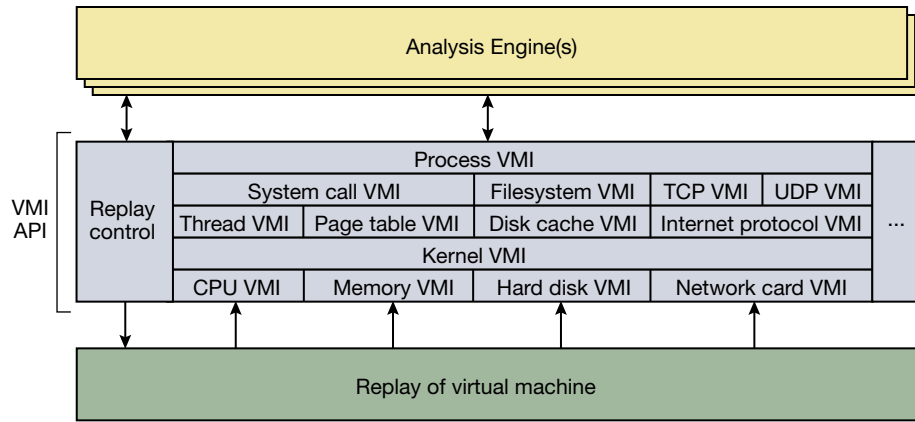 Analysis Engine(s)
VMI
API
Replay
control
Process VMI
System call VMI
Filesystem VMI
TCP VMI
UDP VMI
Thread VMI
Page table VMI
Disk cache VMI
Internet protocol VMI
Kernel VMI
CPU VMI
Memory VMI
Hard disk VMI
Network card VMI
...
Replay of virtual machine